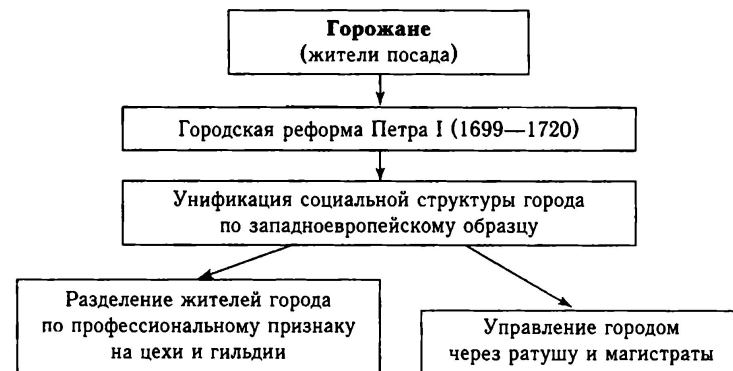 Горожане
(жители посада)
Городская реформа Петра I (1699—1720)
Унификация социальной структуры города
по западноевропейскому образцу
Разделение жителей города
по профессиональному признаку
на цехи и гильдии
Управление городом
через ратушу и магистраты